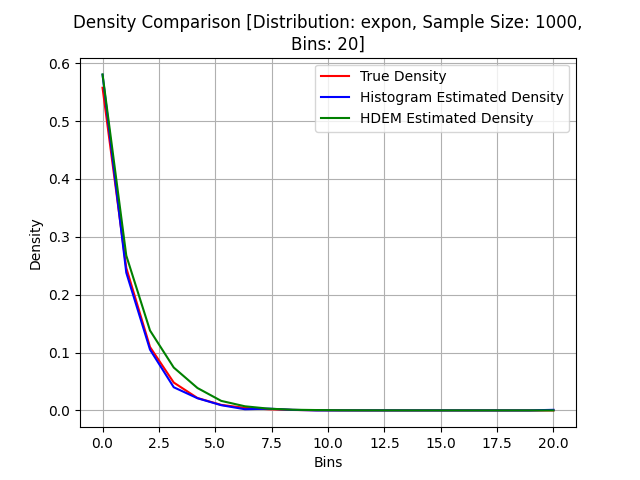 Density Comparison [Distribution: expon, Sample Size: 1000,
Bins: 20]
True Density
Histogram Estimated Density
HDEM Estimated Density
Density
0.6
0.5
0.4
0.3
0.2
0.1
0.0
0.0 2.5 5.0 7.5 10.0 12.5 15.0 17.5 20.0
Bins